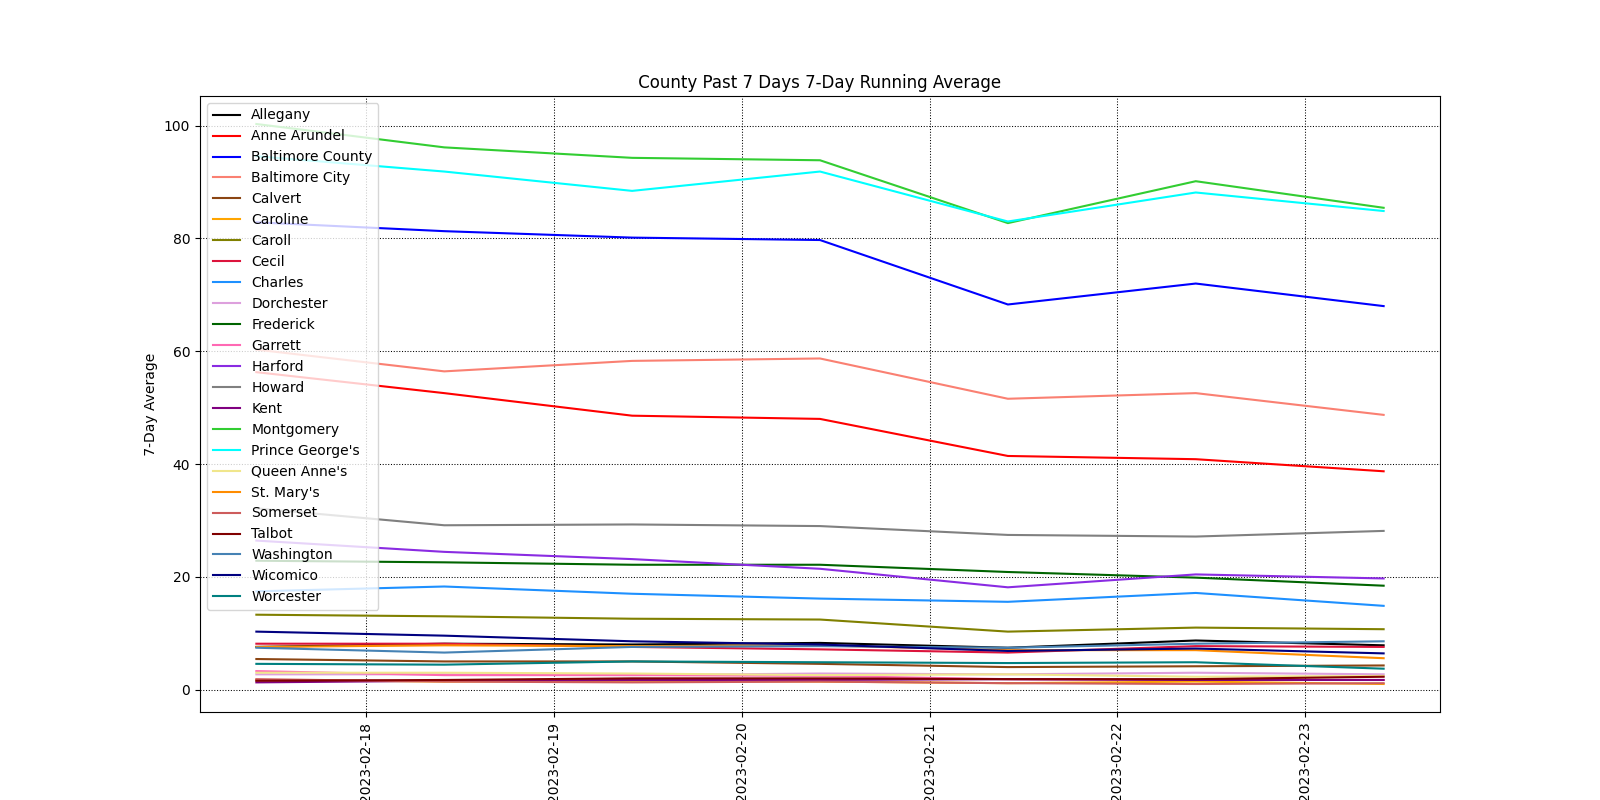 County Past 7 Days 7-Day Running Average
7-Day Average
100
80
60
40
20
0
Allegany
Anne Arundel
Baltimore County
Baltimore City
Calvert
Caroline
Caroll
Cecil
Charles
Dorchester
Frederick
Garrett
Harford
Howard
Kent
Montgomery
Prince George's
Queen Anne's
St. Mary's
Somerset
Talbot
Washington
Wicomico
Worcester
2023-02-18
2023-02-19
2023-02-20
2023-02-21
2023-02-22
2023-02-23